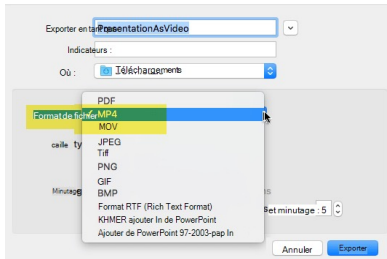 Exporter en tant que PresentationAsVideo
Indicateurs :
Où : Téléchargements
PDF
Format de fichier ✓ MP4
MOV
JPEG
Tiff
PNG
GIF
BMP
Minutage
Format RTF (Rich Text Format)
et minutage : 5
KHMER ajouter In de PowerPoint
Ajouter de PowerPoint 97-2003-pap In
Annuler Exporter